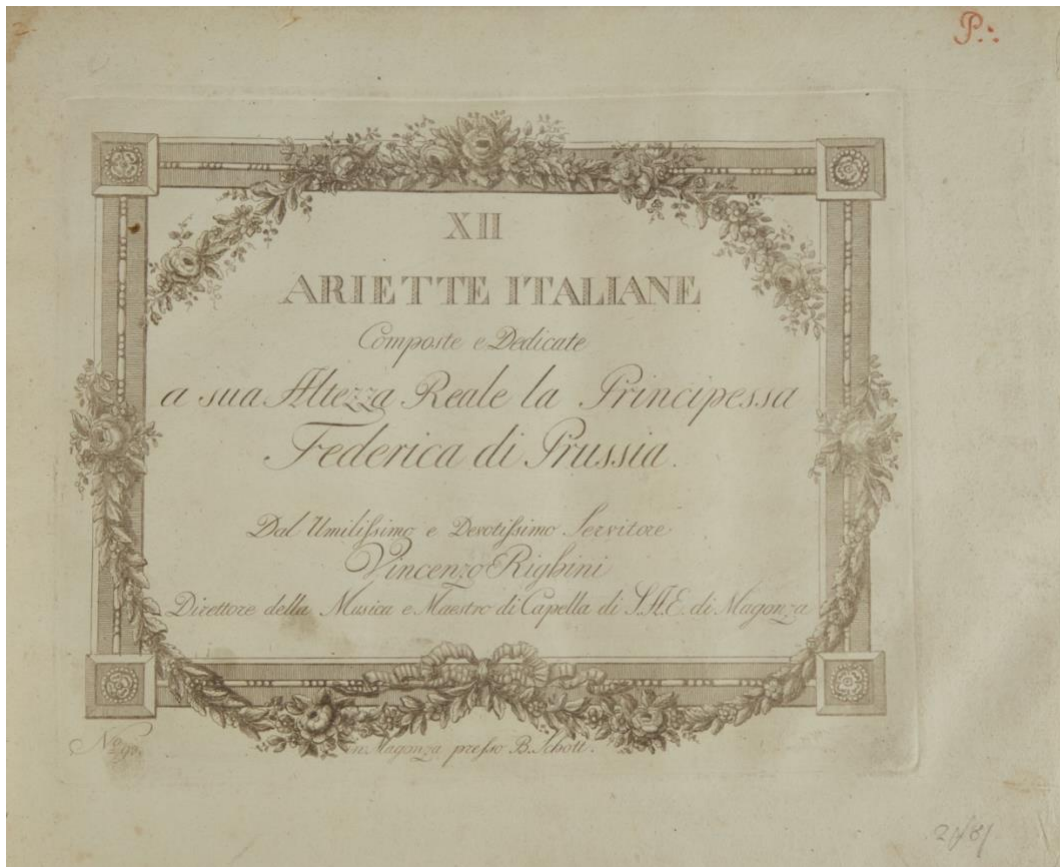 P.:
XII
ARIETTE ITALIANE
Composte e Dedicate
a sua Altezza Reale la Principessa
Federica di Prussia.
Dal Umiliſsimo e Devotiſsimo Servitore
Vincenzo Righini
Direttore della Musica e Maestro di Capella di S.A.E. di Magonza
in Magonza preſso B. Schott.